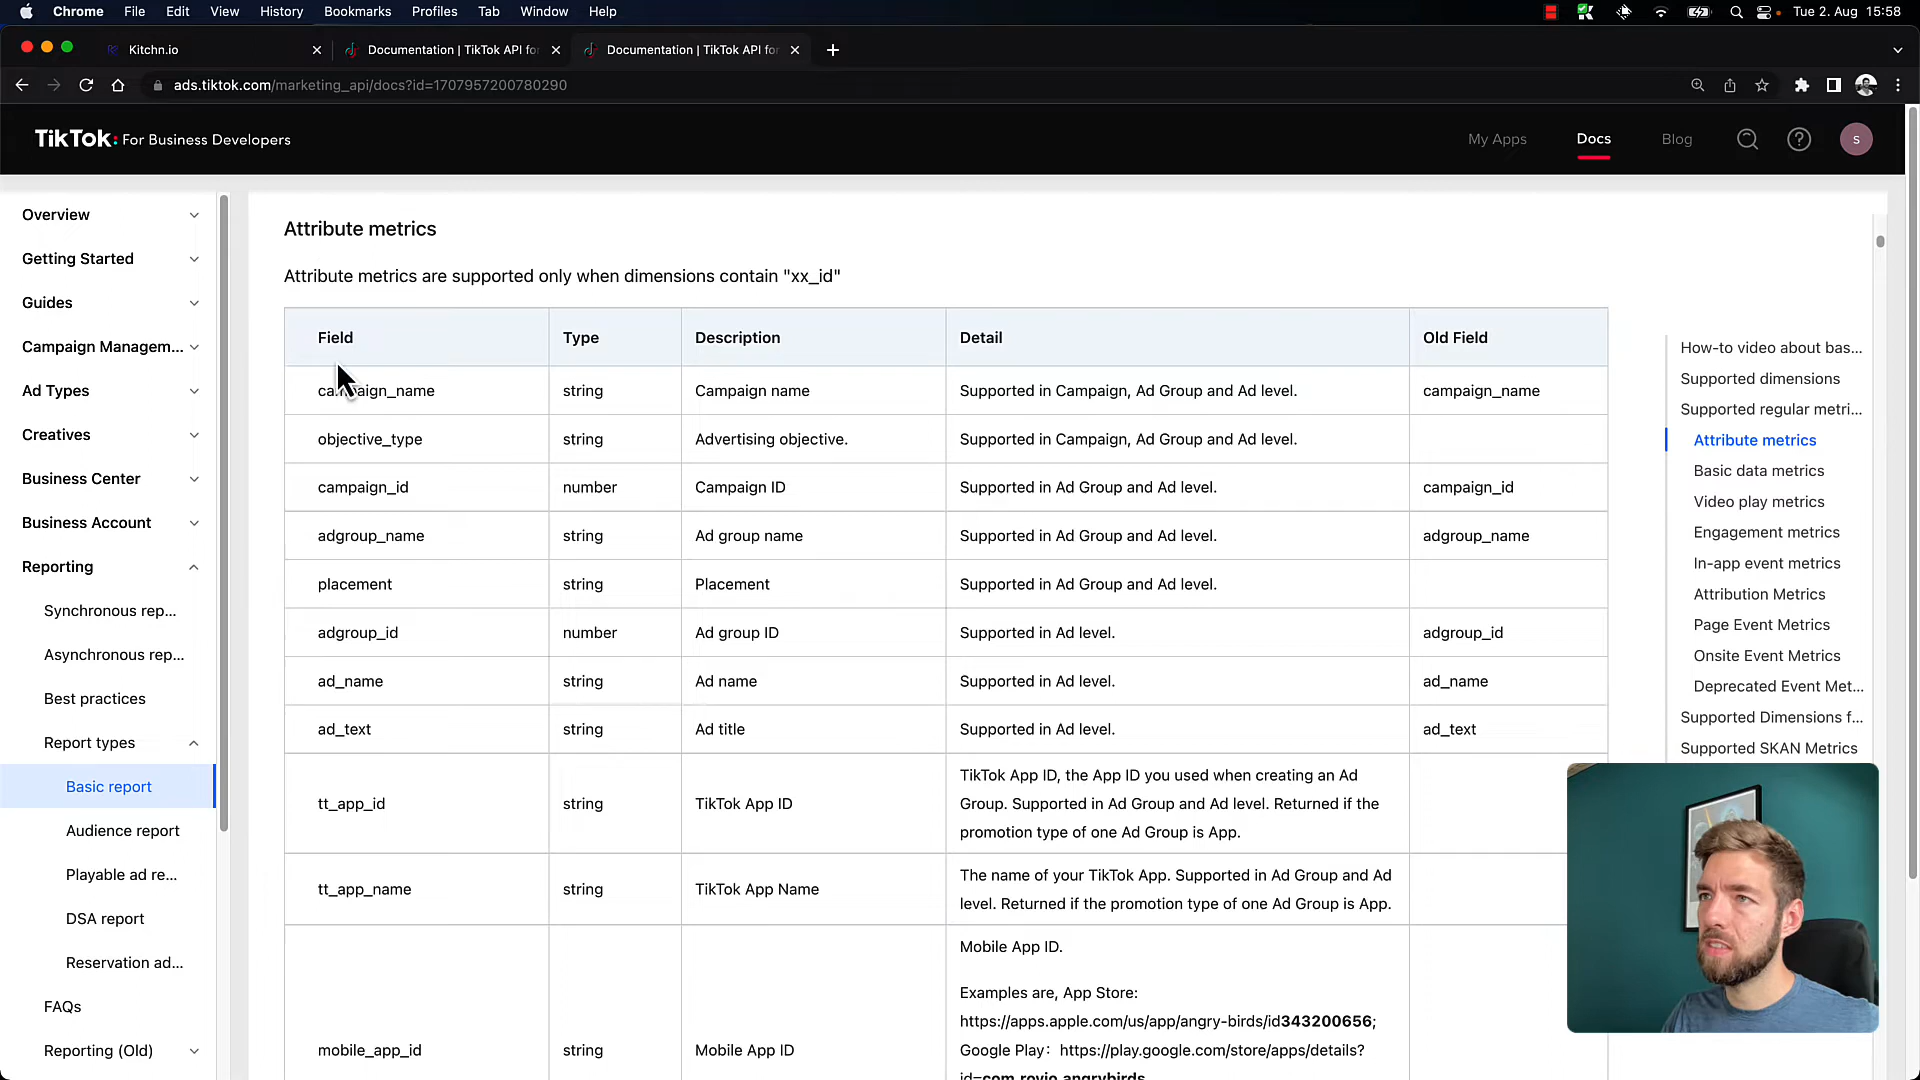 Chrome File Edit View History Bookmarks Profiles Tab Window Help Tue 2. Aug 15:58
Kitchn.io Documentation | TikTok API for Documentation | TikTok API for
ads.tiktok.com/marketing_api/docs?id=1707957200780290
TikTok: For Business Developers My Apps Docs Blog S
Overview
Getting Started
Guides
Campaign Managem...
Ad Types
Creatives
Business Center
Business Account
Reporting
Synchronous rep...
Asynchronous rep...
Best practices
Report types
Basic report
Audience report
Playable ad re...
DSA report
Reservation ad...
FAQs
Reporting (Old)
Attribute metrics
Attribute metrics are supported only when dimensions contain "xx_id"
Field Type Description Detail Old Field
campaign_name string Campaign name Supported in Campaign, Ad Group and Ad level. campaign_name
objective_type string Advertising objective. Supported in Campaign, Ad Group and Ad level.
campaign_id number Campaign ID Supported in Ad Group and Ad level. campaign_id
adgroup_name string Ad group name Supported in Ad Group and Ad level. adgroup_name
placement string Placement Supported in Ad Group and Ad level.
adgroup_id number Ad group ID Supported in Ad level. adgroup_id
ad_name string Ad name Supported in Ad level. ad_name
ad_text string Ad title Supported in Ad level. ad_text
tt_app_id string TikTok App ID TikTok App ID, the App ID you used when creating an Ad
Group. Supported in Ad Group and Ad level. Returned if the
promotion type of one Ad Group is App.
tt_app_name string TikTok App Name The name of your TikTok App. Supported in Ad Group and Ad
level. Returned if the promotion type of one Ad Group is App.
mobile_app_id string Mobile App ID Mobile App ID.
Examples are, App Store:
https://apps.apple.com/us/app/angry-birds/id343200656;
Google Play：https://play.google.com/store/apps/details?
id=com.rovio.angrybirds
How-to video about bas...
Supported dimensions
Supported regular metri...
Attribute metrics
Basic data metrics
Video play metrics
Engagement metrics
In-app event metrics
Attribution Metrics
Page Event Metrics
Onsite Event Metrics
Deprecated Event Met...
Supported Dimensions f...
Supported SKAN Metrics